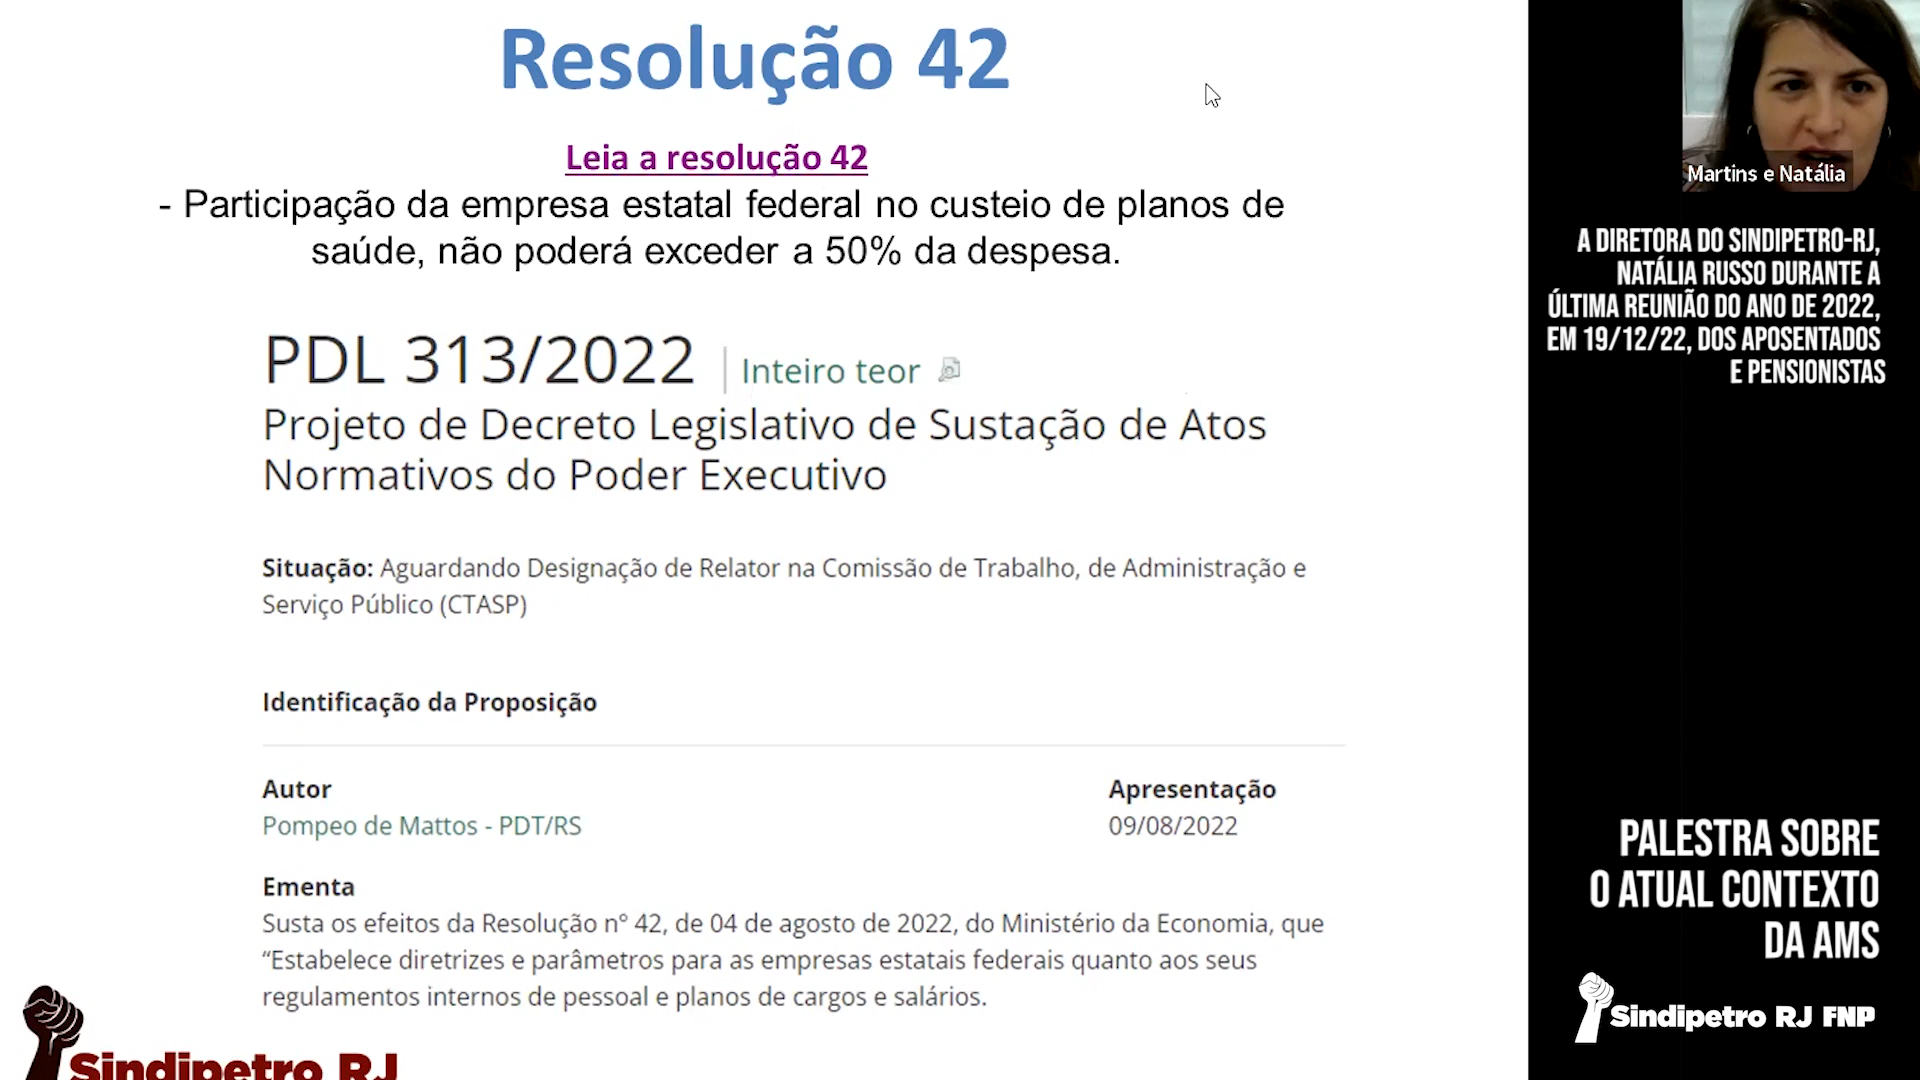 Resolução 42
Leia a resolução 42
- Participação da empresa estatal federal no custeio de planos de
saúde, não poderá exceder a 50% da despesa.
PDL 313/2022 | Inteiro teor
Projeto de Decreto Legislativo de Sustação de Atos
Normativos do Poder Executivo
Situação: Aguardando Designação de Relator na Comissão de Trabalho, de Administração e
Serviço Público (CTASP)
Identificação da Proposição
Autor
Pompeo de Mattos - PDT/RS
Apresentação
09/08/2022
Ementa
Susta os efeitos da Resolução nº 42, de 04 de agosto de 2022, do Ministério da Economia, que
“Estabelece diretrizes e parâmetros para as empresas estatais federais quanto aos seus
regulamentos internos de pessoal e planos de cargos e salários.
Sindipetro RJ
Martins e Natália
A DIRETORA DO SINDIPETRO-RJ,
NATÁLIA RUSSO DURANTE A
ÚLTIMA REUNIÃO DO ANO DE 2022,
EM 19/12/22, DOS APOSENTADOS
E PENSIONISTAS
PALESTRA SOBRE
O ATUAL CONTEXTO
DA AMS
Sindipetro RJ FNP